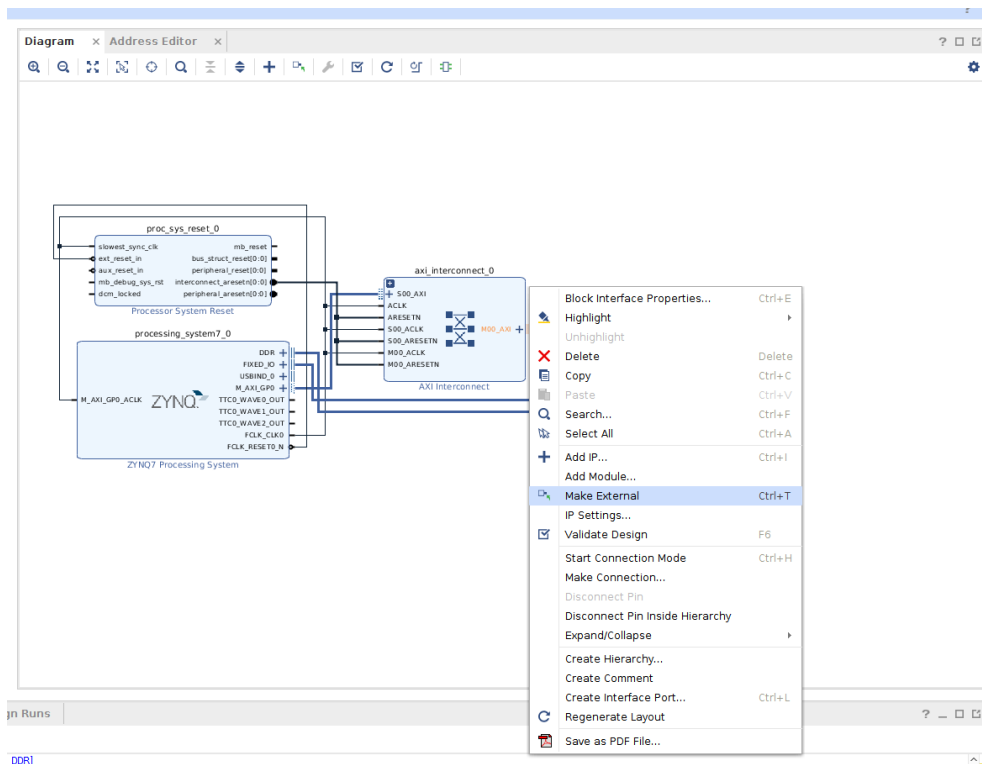 Diagram × Address Editor ×
proc_sys_reset_0
slowest_sync_clk mb_reset
ext_reset_in bus_struct_reset[0:0]
aux_reset_in peripheral_reset[0:0]
mb_debug_sys_rst interconnect_aresetn[0:0]
dcm_locked peripheral_aresetn[0:0]
Processor System Reset
processing_system7_0
DDR
FIXED_IO
USBIND_0
M_AXI_GP0
M_AXI_GP0_ACLK ZYNQ. TTC0_WAVE0_OUT
TTC0_WAVE1_OUT
TTC0_WAVE2_OUT
FCLK_CLK0
FCLK_RESET0_N
ZYNQ7 Processing System
axi_interconnect_0
S00_AXI
ACLK
ARESETN
S00_ACLK M00_AXI
S00_ARESETN
M00_ACLK
M00_ARESETN
AXI Interconnect
Block Interface Properties... Ctrl+E
Highlight
Unhighlight
Delete Delete
Copy Ctrl+C
Paste Ctrl+V
Search... Ctrl+F
Select All Ctrl+A
Add IP... Ctrl+I
Add Module...
Make External Ctrl+T
IP Settings...
Validate Design F6
Start Connection Mode Ctrl+H
Make Connection...
Disconnect Pin
Disconnect Pin Inside Hierarchy
Expand/Collapse
Create Hierarchy...
Create Comment
Create Interface Port... Ctrl+L
Regenerate Layout
Save as PDF File...
gn Runs
DDR]